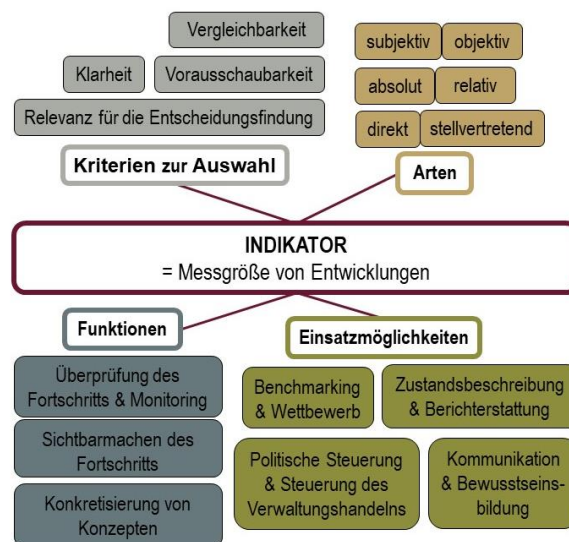 Vergleichbarkeit
Klarheit
Vorausschaubarkeit
Relevanz für die Entscheidungsfindung
Kriterien zur Auswahl
subjektiv
objektiv
absolut
relativ
direkt
stellvertretend
Arten
INDIKATOR
= Messgröße von Entwicklungen
Funktionen
Überprüfung des
Fortschritts & Monitoring
Sichtbarmachen des
Fortschritts
Konkretisierung von
Konzepten
Einsatzmöglichkeiten
Benchmarking
& Wettbewerb
Zustandsbeschreibung
& Berichterstattung
Politische Steuerung
& Steuerung des
Verwaltungshandelns
Kommunikation
& Bewusstseins-
bildung